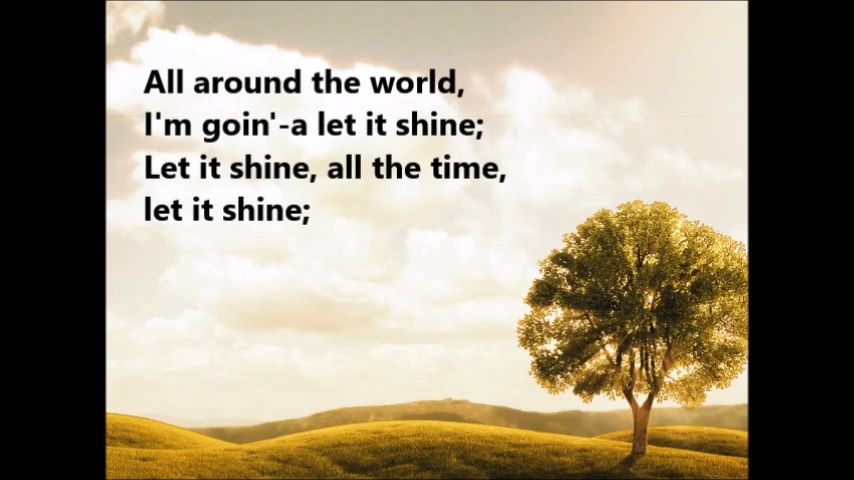 All around the world,
I'm goin'-a let it shine;
Let it shine, all the time,
let it shine;